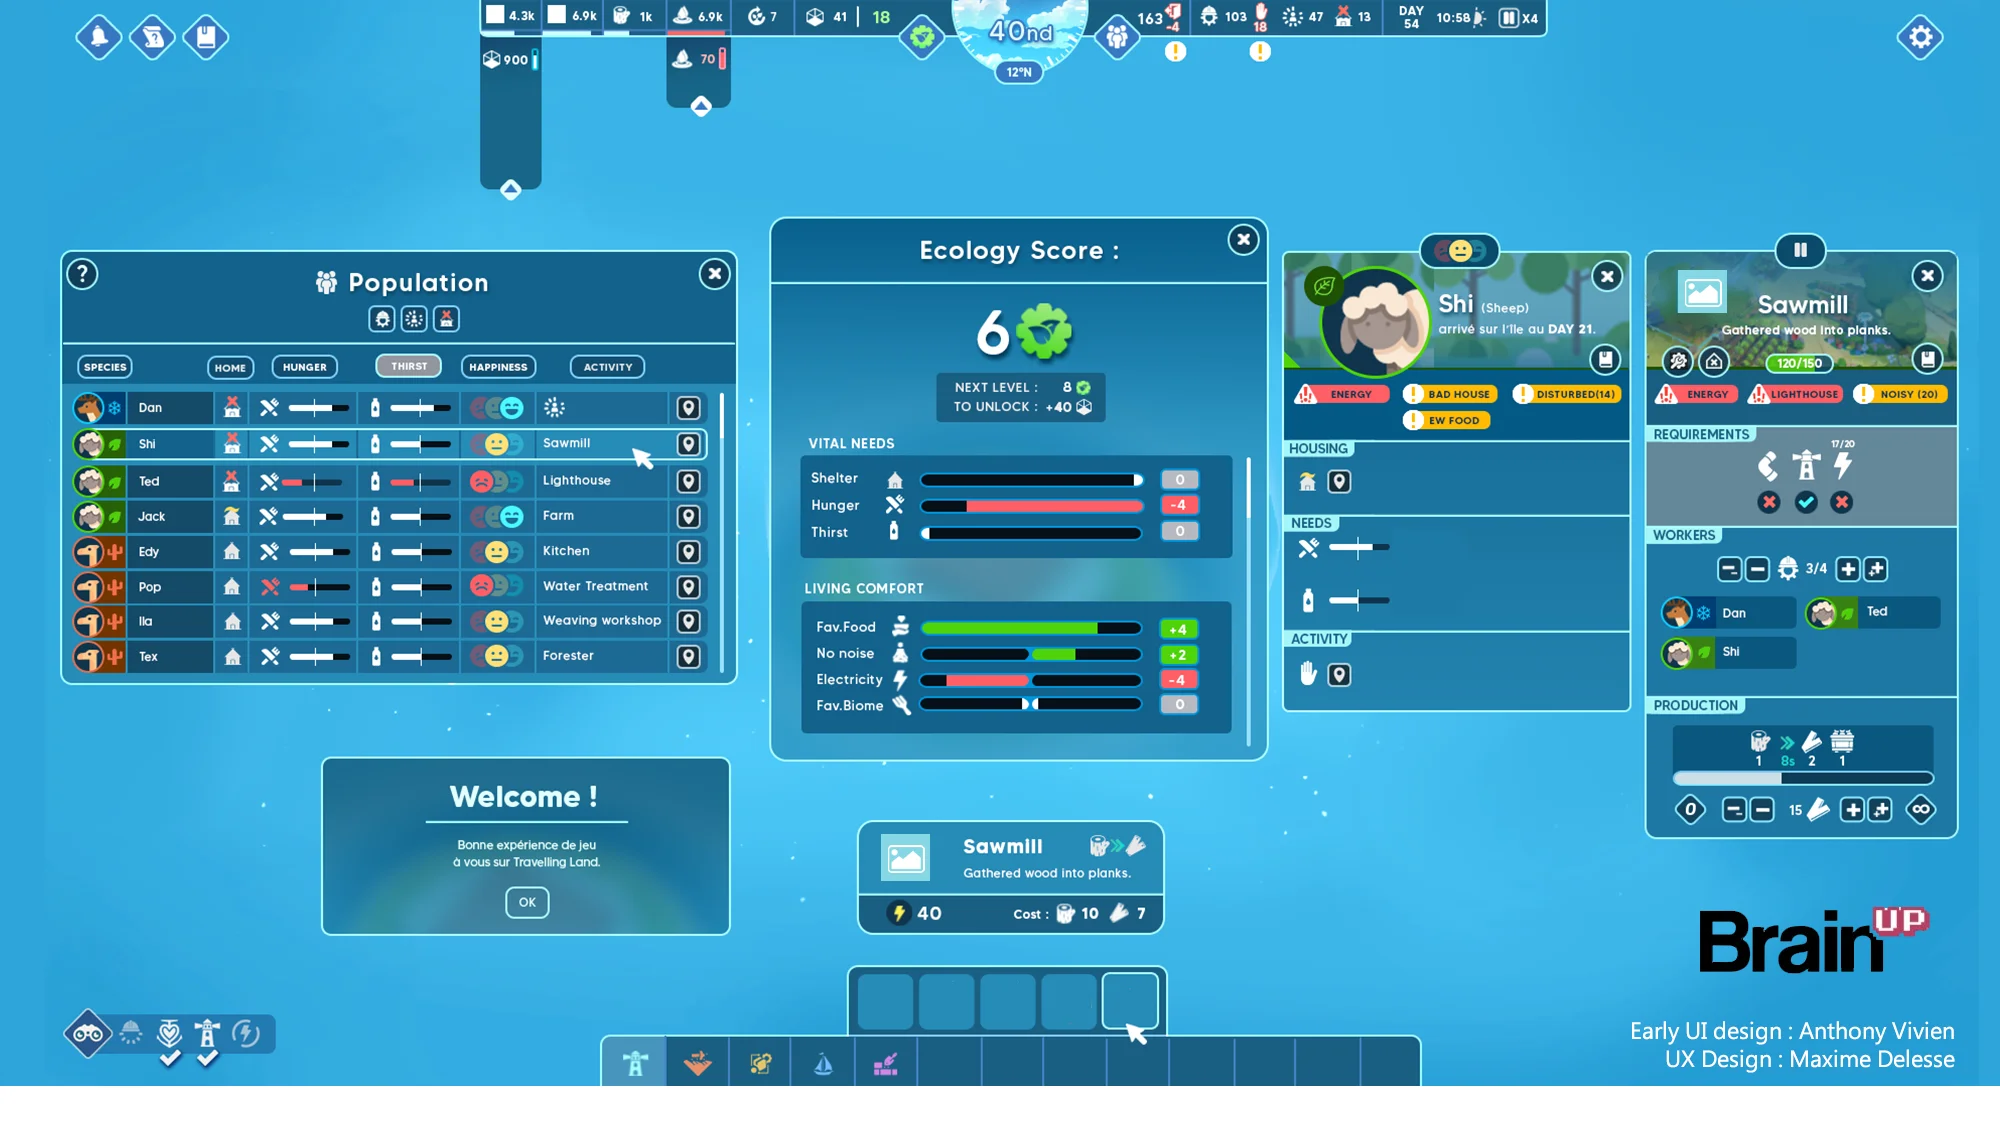 4.3k 6.9k 1k 6.9k 7 41 18
900
70
40nd
12°N
163 -4 103 18 47 13 DAY 54 10:58 X4
?
Population
SPECIES HOME HUNGER THIRST HAPPINESS ACTIVITY
Dan
Shi Sawmill
Ted Lighthouse
Jack Farm
Edy Kitchen
Pop Water Treatment
Ila Weaving workshop
Tex Forester
Ecology Score :
6
NEXT LEVEL : 8
TO UNLOCK : +40
VITAL NEEDS
Shelter 0
Hunger -4
Thirst 0
LIVING COMFORT
Fav.Food +4
No noise +2
Electricity -4
Fav.Biome 0
Shi (Sheep)
arrivé sur l'île au DAY 21.
ENERGY BAD HOUSE DISTURBED(14)
EW FOOD
HOUSING
NEEDS
ACTIVITY
Sawmill
Gathered wood into planks.
120/150
ENERGY LIGHTHOUSE NOISY (20)
REQUIREMENTS
17/20
WORKERS
3/4
Dan Ted
Shi
PRODUCTION
1 8s 2 1
0 15 ∞
Welcome !
Bonne expérience de jeu
à vous sur Travelling Land.
OK
Sawmill
Gathered wood into planks.
40 Cost : 10 7
Brain UP
Early UI design : Anthony Vivien
UX Design : Maxime Delesse